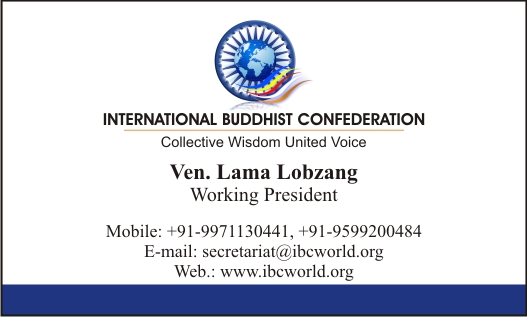 INTERNATIONAL BUDDHIST CONFEDERATION
Collective Wisdom United Voice
Ven. Lama Lobzang
Working President
Mobile: +91-9971130441, +91-9599200484
E-mail: secretariat@ibcworld.org
Web.: www.ibcworld.org